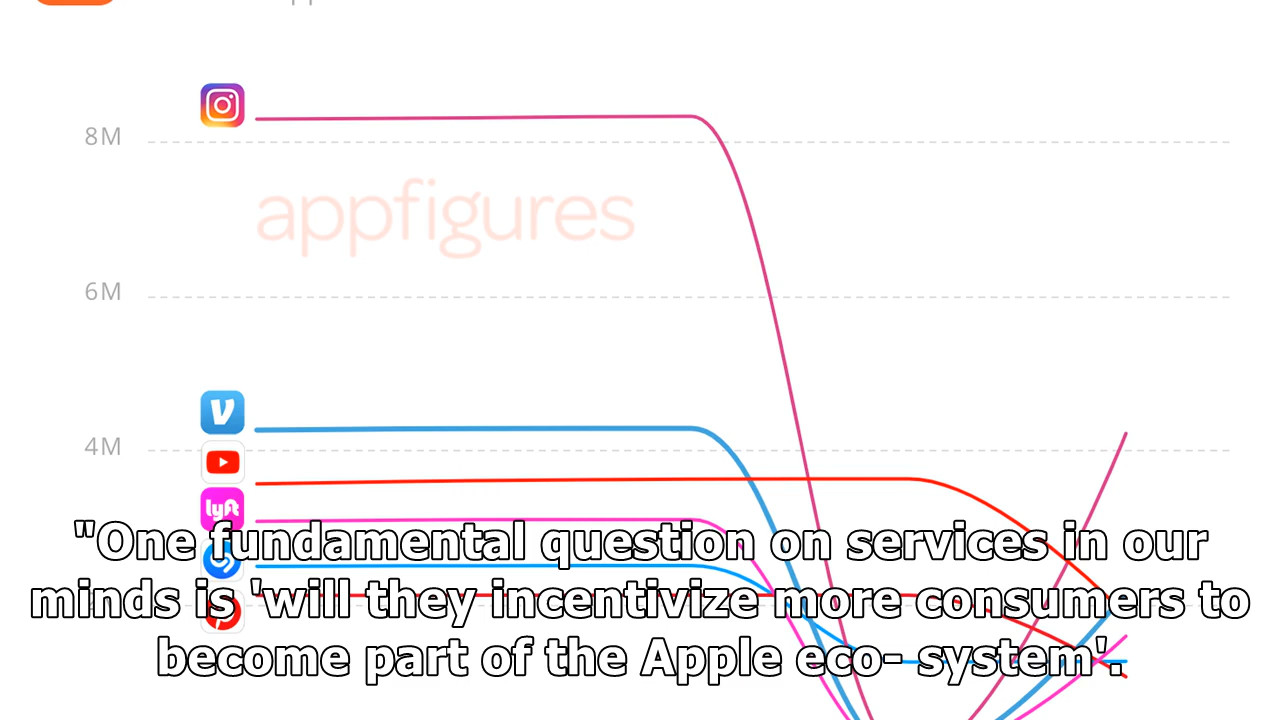 8M
appfigures
6M
4M
lyft
"One fundamental question on services in our
minds is 'will they incentivize more consumers to
become part of the Apple eco- system'.